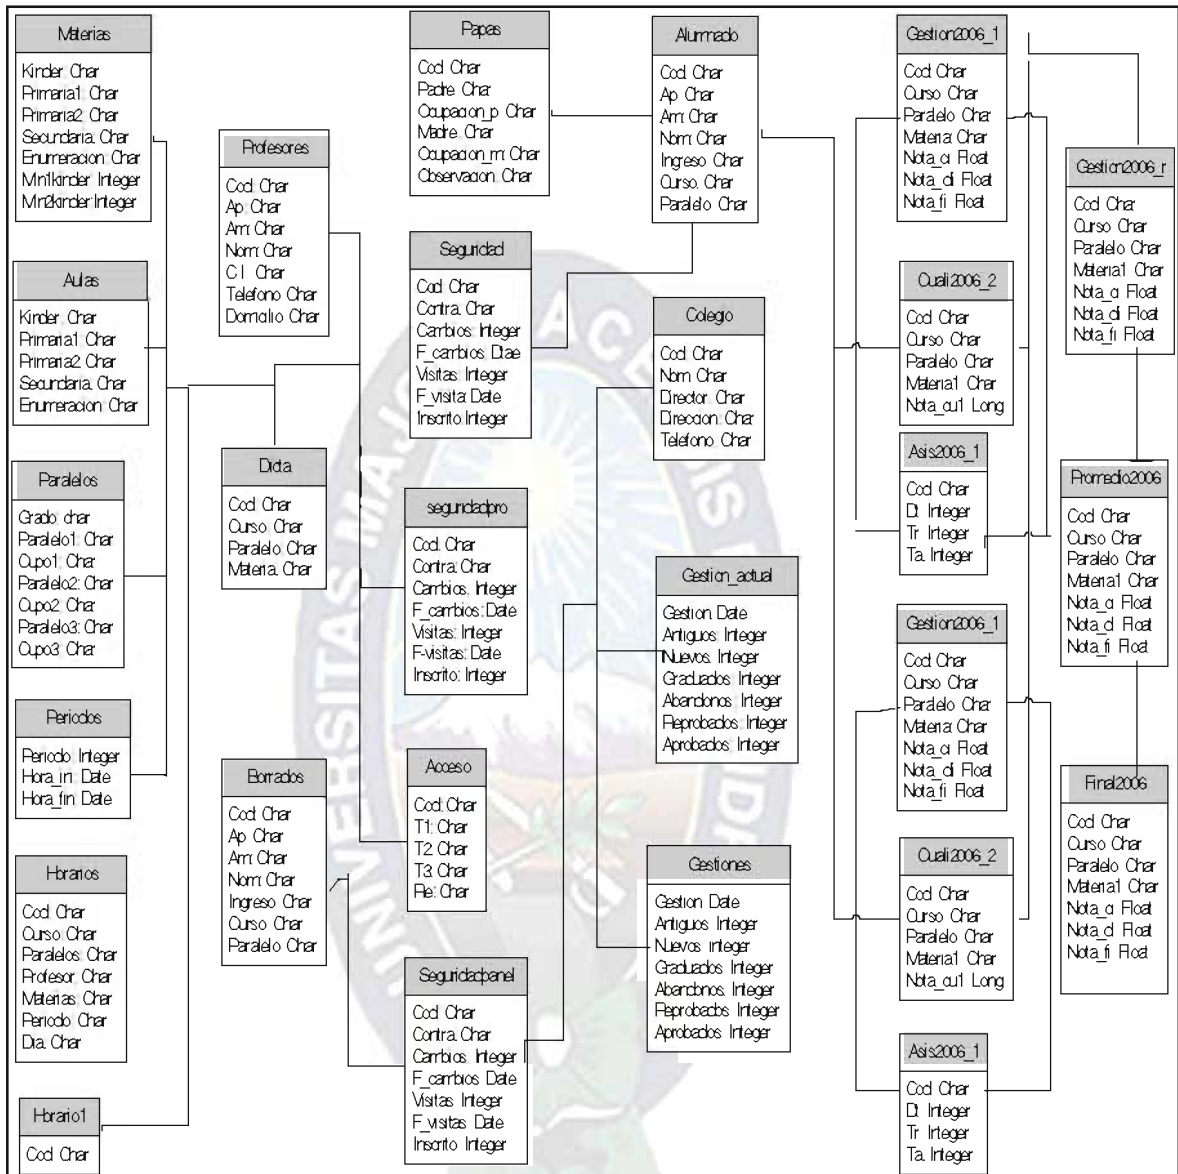 Materias
Kinder: Char
Primaria1: Char
Primaria2: Char
Secundaria: Char
Enumeracion: Char
Min1kinder: Integer
Min2kinder: Integer
Aulas
Kinder: Char
Primaria1: Char
Primaria2: Char
Secundaria: Char
Enumeracion: Char
Paralelos
Grado: char
Paralelo1: Char
Cupo1: Char
Paralelo2: Char
Cupo2: Char
Paralelo3: Char
Cupo3: Char
Periodos
Periodo: Integer
Hora_ini: Date
Hora_fin: Date
Horarios
Cod: Char
Curso: Char
Paralelos: Char
Profesor: Char
Materias: Char
Periodo: Char
Dia: Char
Horario1
Cod: Char
Profesores
Cod: Char
Ap: Char
Am: Char
Nom: Char
C.I.: Char
Telefono: Char
Domicilio: Char
Dicta
Cod: Char
Curso: Char
Paralelo: Char
Materia: Char
Borrados
Cod: Char
Ap: Char
Am: Char
Nom: Char
Ingreso: Char
Curso: Char
Paralelo: Char
Papas
Cod: Char
Padre: Char
Ocupacion_p: Char
Madre: Char
Ocupacion_m: Char
Observacion: Char
Seguridad
Cod: Char
Contra: Char
Cambios: Integer
F_cambios: Dtae
Visitas: Integer
F_visita: Date
Inscrito: Integer
seguridadpro
Cod: Char
Contra: Char
Cambios: Integer
F_cambios: Date
Visitas: Integer
F-visitas: Date
Inscrito: Integer
Acceso
Cod: Char
T1: Char
T2: Char
T3: Char
Re: Char
Seguridadpanel
Cod: Char
Contra: Char
Cambios: Integer
F_cambios: Date
Visitas: Integer
F_visitas: Date
Inscrito: Integer
Alumnado
Cod: Char
Ap: Char
Am: Char
Nom: Char
Ingreso: Char
Curso: Char
Paralelo: Char
Colegio
Cod: Char
Nom: Char
Director: Char
Direccion: Char
Telefono: Char
Gestion_actual
Gestion: Date
Antiguos: Integer
Nuevos: Integer
Graduados: Integer
Abandonos: Integer
Reprobados: Integer
Aprobados: Integer
Gestiones
Gestion: Date
Antiguos: Integer
Nuevos: integer
Graduados: Integer
Abandonos: Integer
Reprobados: Integer
Aprobados: Integer
Gestion2006_1
Cod: Char
Curso: Char
Paralelo: Char
Materia: Char
Nota_ci: Float
Nota_di: Float
Nota_fi: Float
Cuali2006_2
Cod: Char
Curso: Char
Paralelo: Char
Materia1: Char
Nota_cu1: Long
Asis2006_1
Cod: Char
Dt: Integer
Tr: Integer
Ta: Integer
Gestion2006_1
Cod: Char
Curso: Char
Paralelo: Char
Materia: Char
Nota_ci: Float
Nota_di: Float
Nota_fi: Float
Cuali2006_2
Cod: Char
Curso: Char
Paralelo: Char
Materia1: Char
Nota_cu1: Long
Asis2006_1
Cod: Char
Dt: Integer
Tr: Integer
Ta: Integer
Gestion2006_r
Cod: Char
Curso: Char
Paralelo: Char
Materia1: Char
Nota_ci: Float
Nota_di: Float
Nota_fi: Float
Promedio2006
Cod: Char
Curso: Char
Paralelo: Char
Materia1: Char
Nota_ci: Float
Nota_di: Float
Nota_fi: Float
Final2006
Cod: Char
Curso: Char
Paralelo: Char
Materia1: Char
Nota_ci: Float
Nota_di: Float
Nota_fi: Float